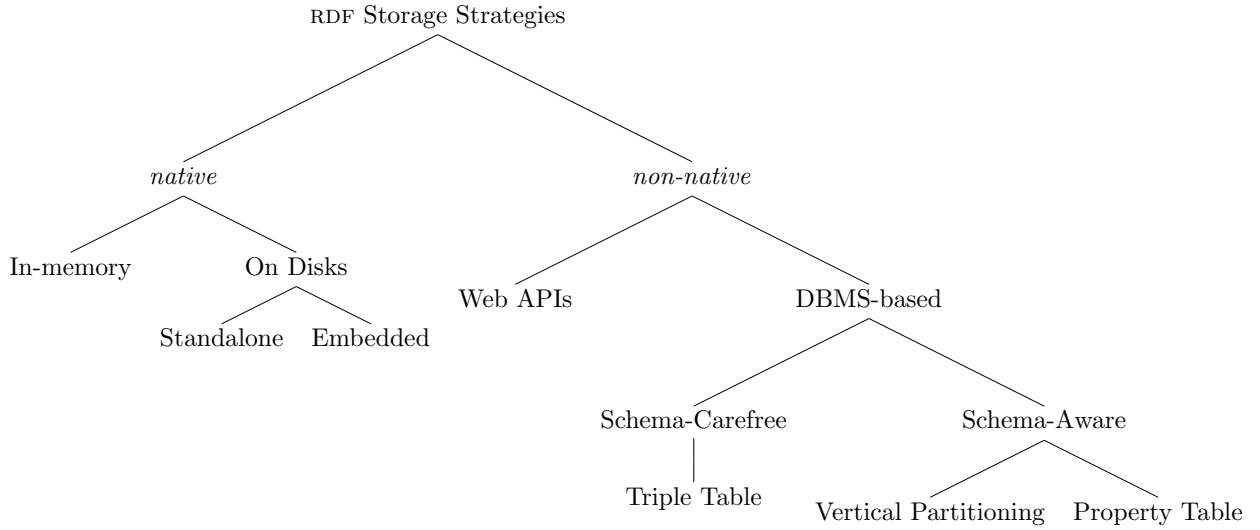 RDF Storage Strategies
native
non-native
In-memory
On Disks
Web APIs
DBMS-based
Standalone
Embedded
Schema-Carefree
Schema-Aware
Triple Table
Vertical Partitioning
Property Table